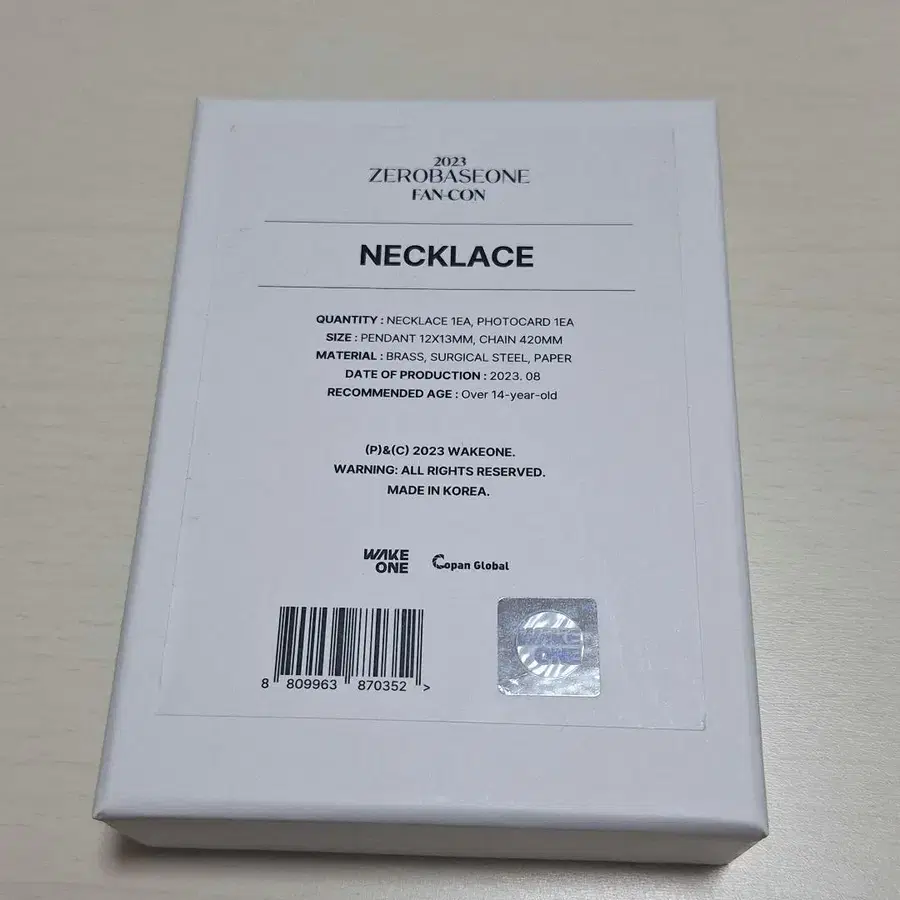 2023
ZEROBASEONE
FAN-CON
NECKLACE
QUANTITY : NECKLACE 1EA, PHOTOCARD 1EA
SIZE : PENDANT 12X13MM, CHAIN 420MM
MATERIAL : BRASS, SURGICAL STEEL, PAPER
DATE OF PRODUCTION : 2023. 08
RECOMMENDED AGE : Over 14-year-old
(P)&(C) 2023 WAKEONE.
WARNING: ALL RIGHTS RESERVED.
MADE IN KOREA.
WAKE
ONE
Copan Global
8 809963 870352 >
WAKE
ONE